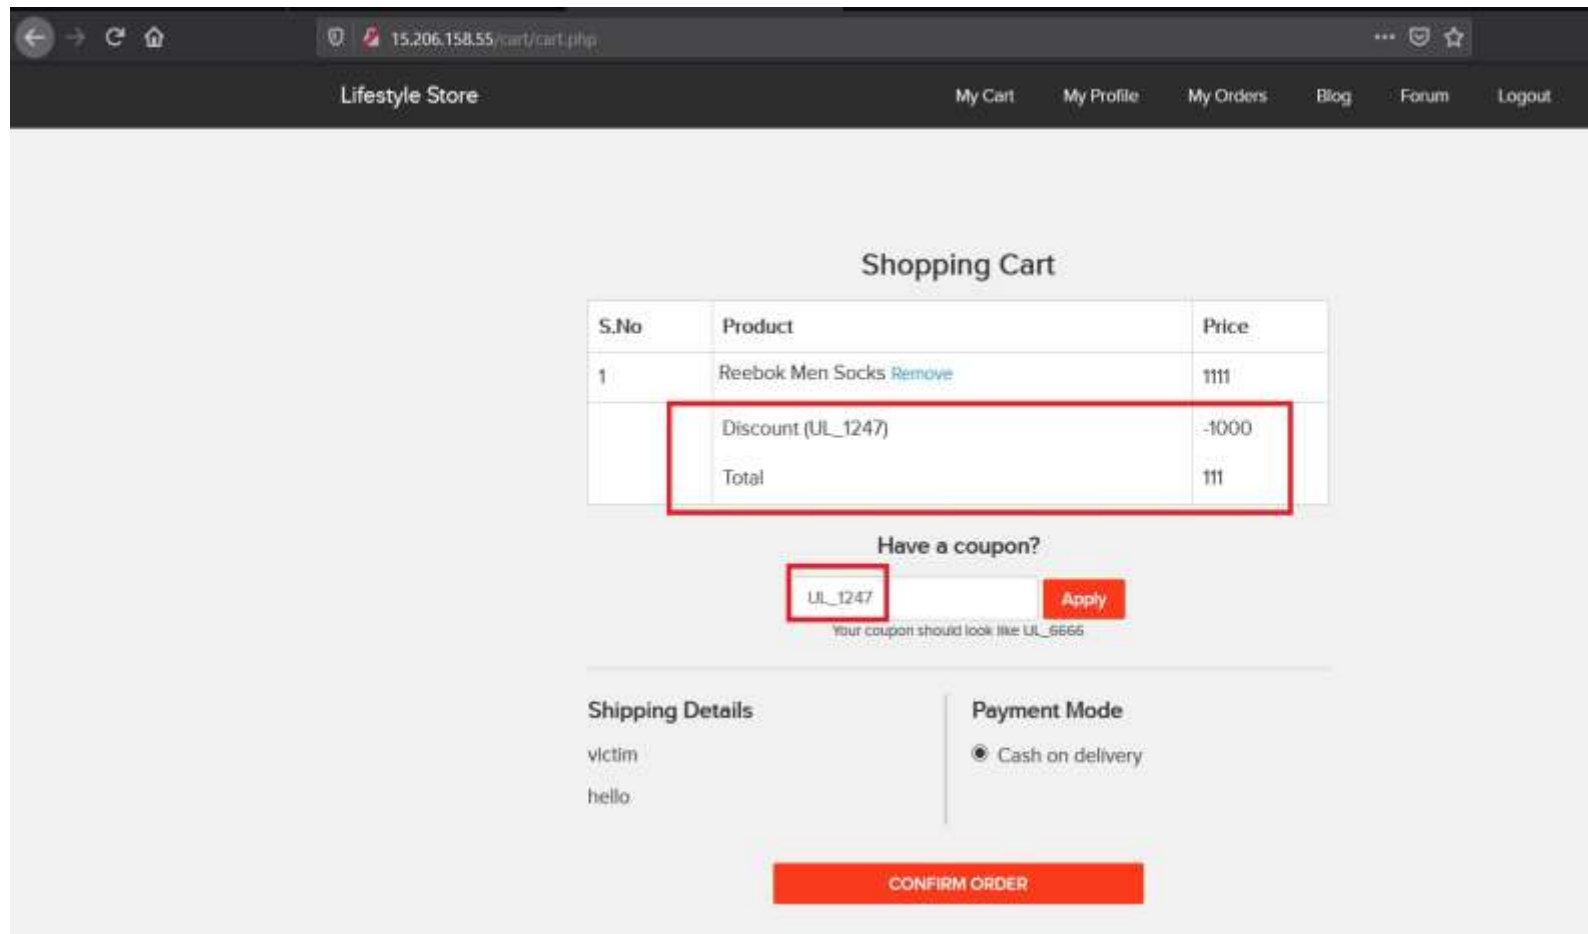 15.206.158.55/cart/cart.php
Lifestyle Store My Cart My Profile My Orders Blog Forum Logout
Shopping Cart
S.No Product Price
1 Reebok Men Socks Remove 1111
Discount (UL_1247) -1000
Total 111
Have a coupon?
UL_1247 Apply
Your coupon should look like UL_6666
Shipping Details Payment Mode
victim Cash on delivery
hello
CONFIRM ORDER